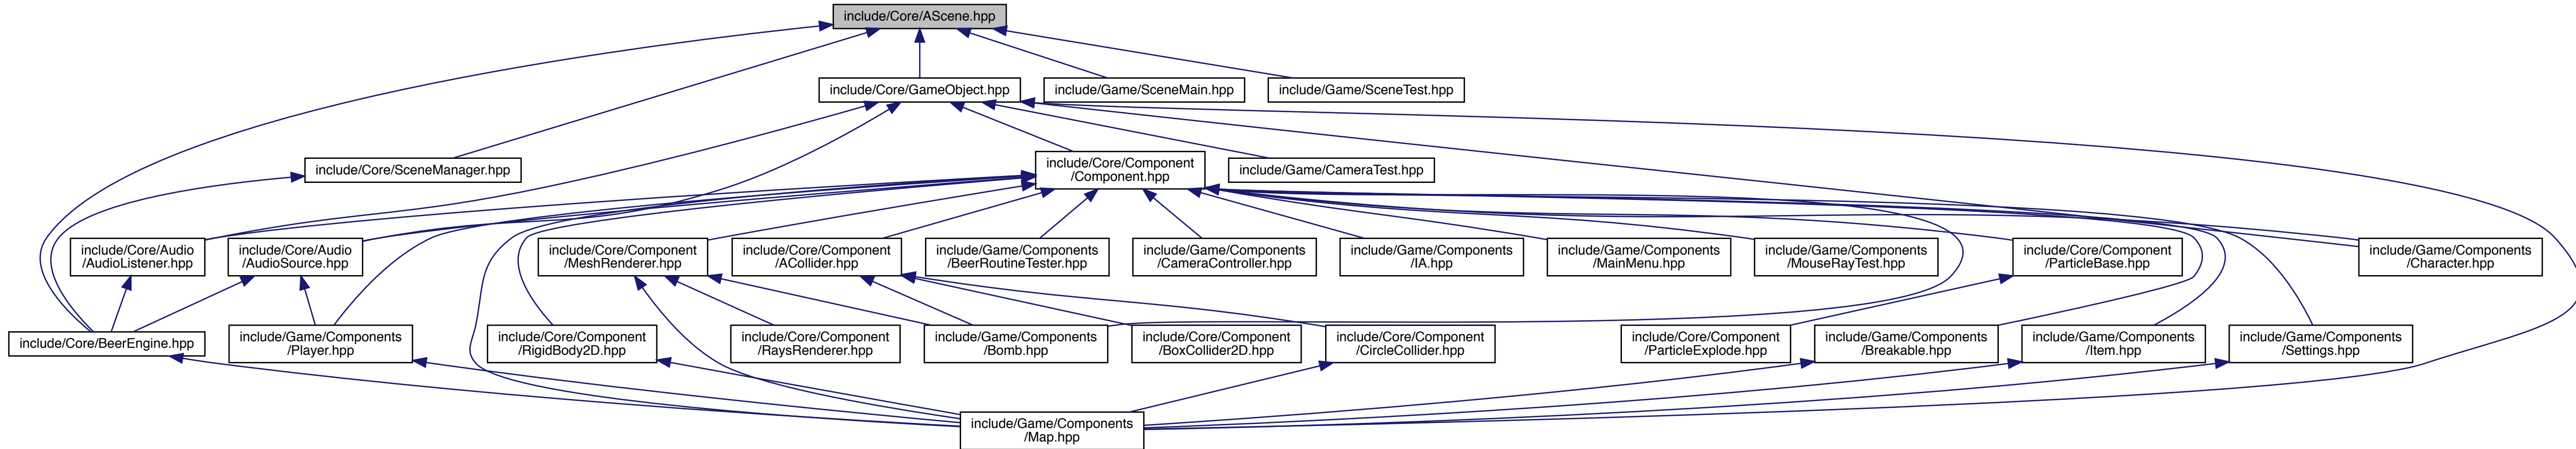 include/Core/AScene.hpp
include/Core/GameObject.hpp
include/Game/SceneMain.hpp
include/Game/SceneTest.hpp
include/Core/SceneManager.hpp
include/Core/Component
/Component.hpp
include/Game/CameraTest.hpp
include/Core/Audio
/AudioListener.hpp
include/Core/Audio
/AudioSource.hpp
include/Core/Component
/MeshRenderer.hpp
include/Core/Component
/ACollider.hpp
include/Game/Components
/BeerRoutineTester.hpp
include/Game/Components
/CameraController.hpp
include/Game/Components
/IA.hpp
include/Game/Components
/MainMenu.hpp
include/Game/Components
/MouseRayTest.hpp
include/Core/Component
/ParticleBase.hpp
include/Game/Components
/Character.hpp
include/Core/BeerEngine.hpp
include/Game/Components
/Player.hpp
include/Core/Component
/RigidBody2D.hpp
include/Core/Component
/RaysRenderer.hpp
include/Game/Components
/Bomb.hpp
include/Core/Component
/BoxCollider2D.hpp
include/Core/Component
/CircleCollider.hpp
include/Core/Component
/ParticleExplode.hpp
include/Game/Components
/Breakable.hpp
include/Game/Components
/Item.hpp
include/Game/Components
/Settings.hpp
include/Game/Components
/Map.hpp